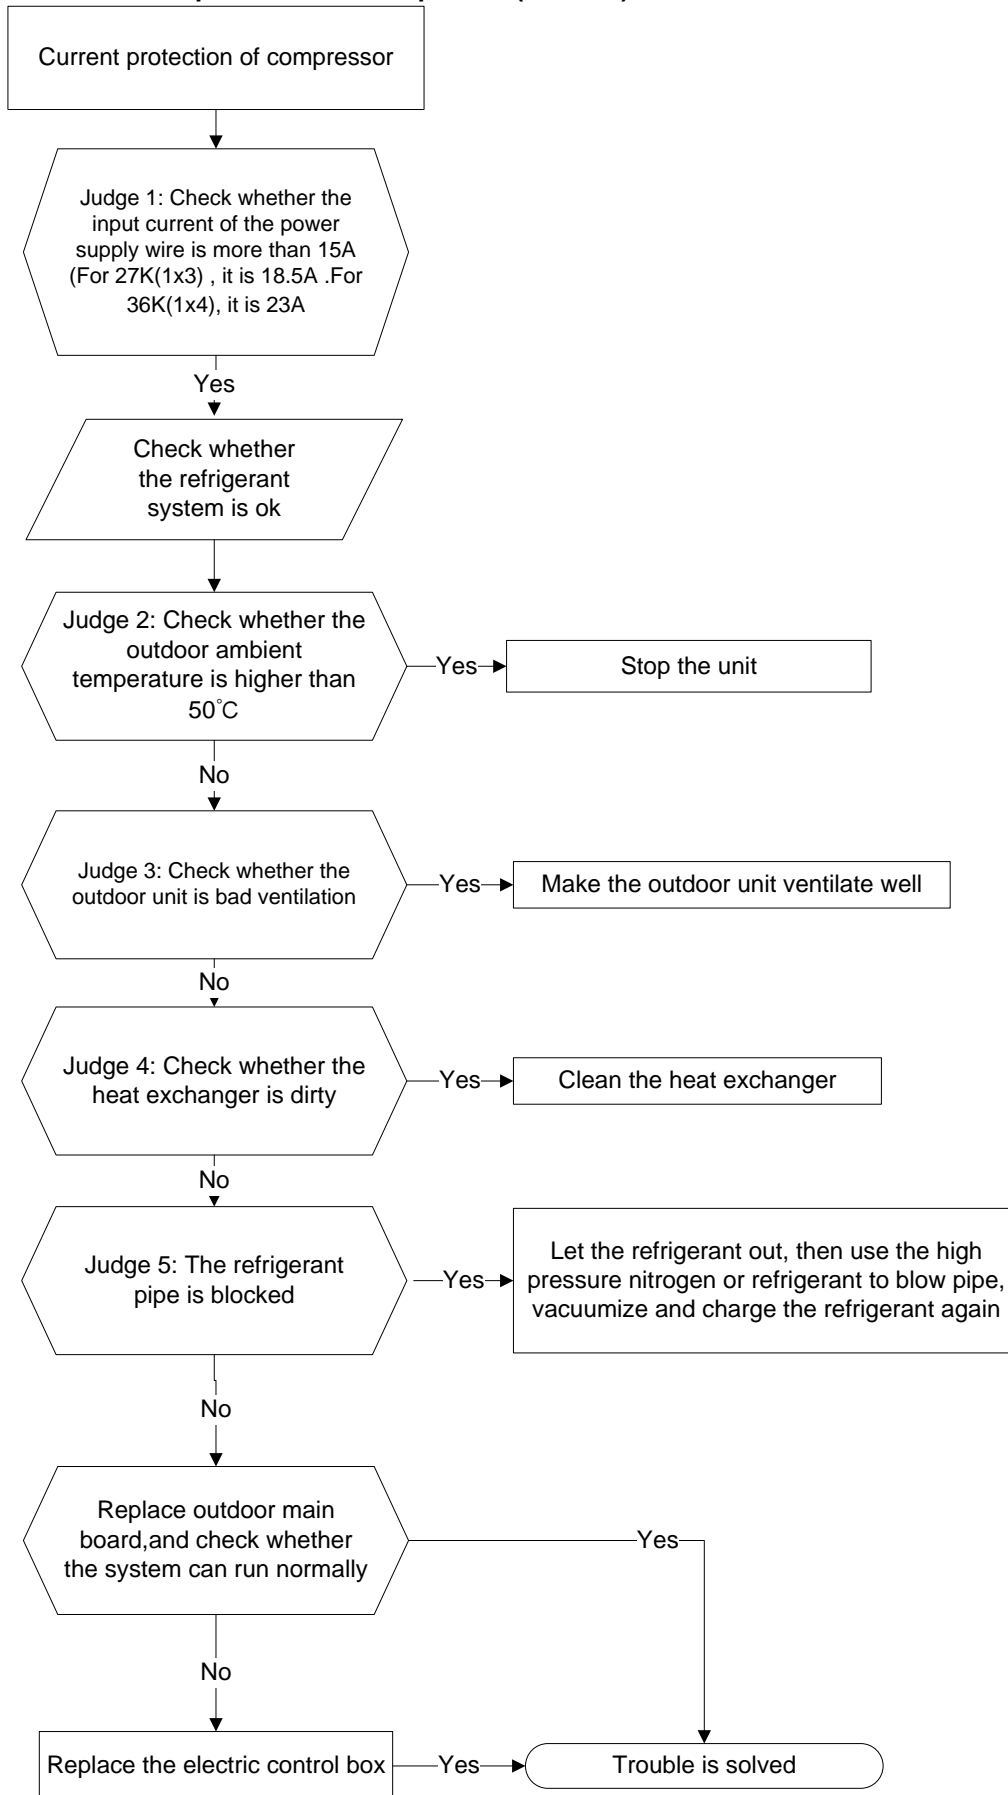 Current protection of compressor
Judge 1: Check whether the
input current of the power
supply wire is more than 15A
(For 27K(1x3) , it is 18.5A .For
36K(1x4), it is 23A
Yes
Check whether
the refrigerant
system is ok
Judge 2: Check whether the
outdoor ambient
temperature is higher than
50℃
Yes
Stop the unit
No
Judge 3: Check whether the
outdoor unit is bad ventilation
Yes
Make the outdoor unit ventilate well
No
Judge 4: Check whether the
heat exchanger is dirty
Yes
Clean the heat exchanger
No
Judge 5: The refrigerant
pipe is blocked
Yes
Let the refrigerant out, then use the high
pressure nitrogen or refrigerant to blow pipe,
vacuumize and charge the refrigerant again
No
Replace outdoor main
board,and check whether
the system can run normally
Yes
No
Replace the electric control box
Yes
Trouble is solved